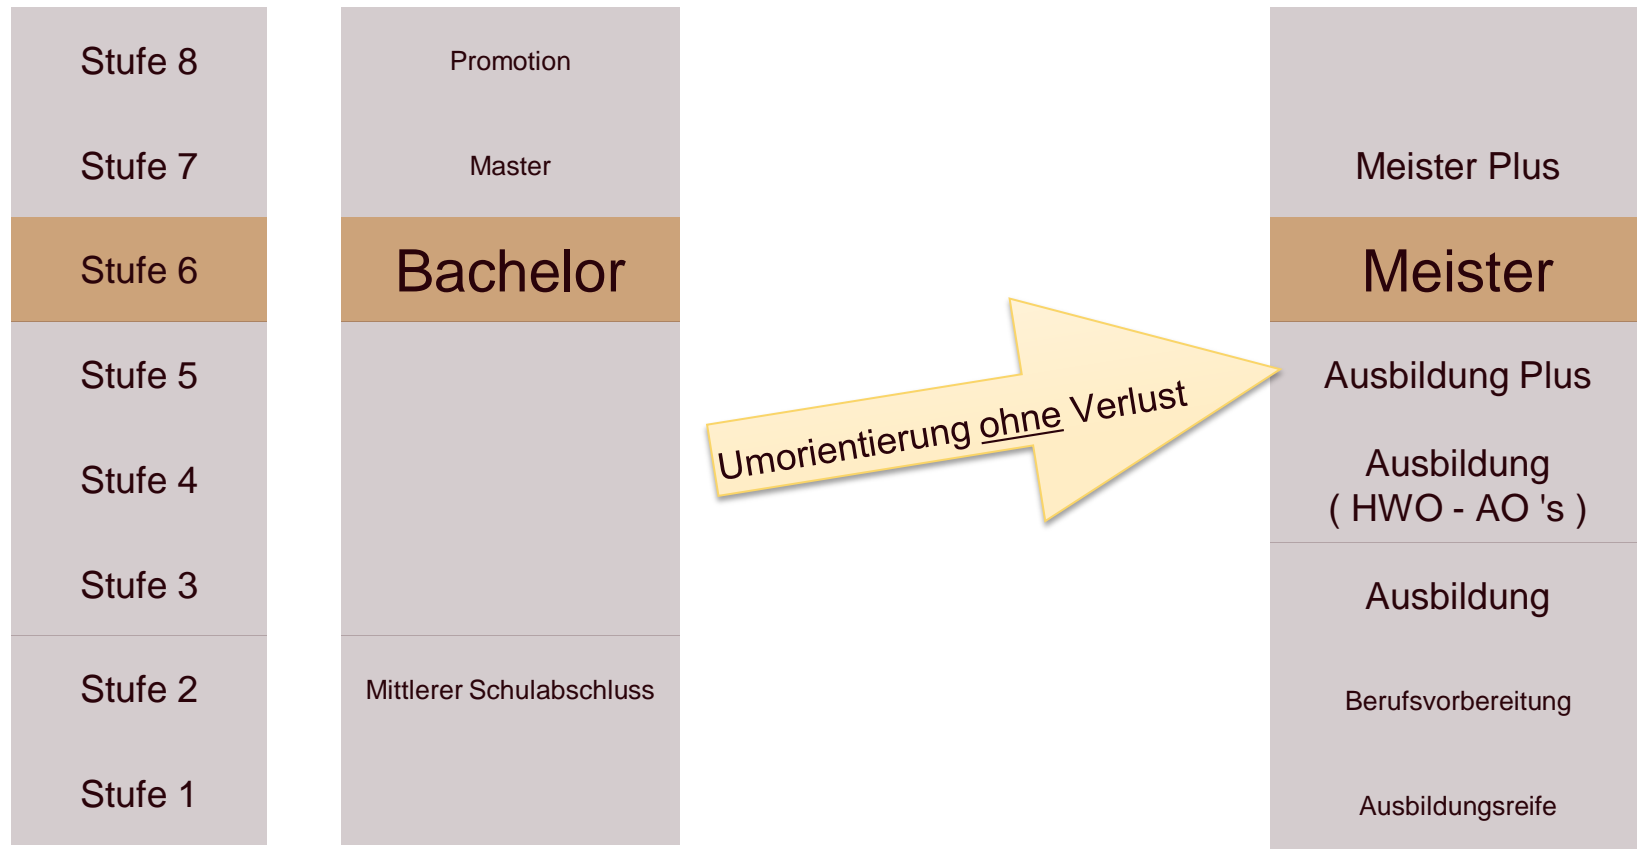 Stufe 8
Stufe 7
Stufe 6
Stufe 5
Stufe 4
Stufe 3
Stufe 2
Stufe 1
Promotion
Master
Bachelor
Mittlerer Schulabschluss
Umorientierung ohne Verlust
Meister Plus
Meister
Ausbildung Plus
Ausbildung
( HWO - AO 's )
Ausbildung
Berufsvorbereitung
Ausbildungsreife